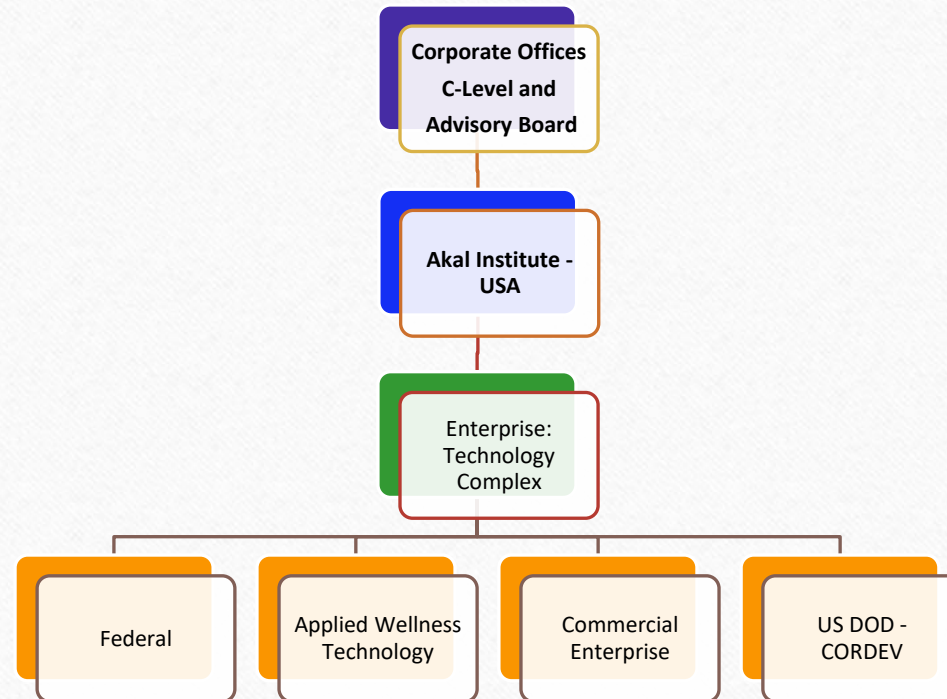 Corporate Offices
C-Level and
Advisory Board
Akal Institute -
USA
Enterprise:
Technology
Complex
Federal
Applied Wellness
Technology
Commercial
Enterprise
US DOD -
CORDEV